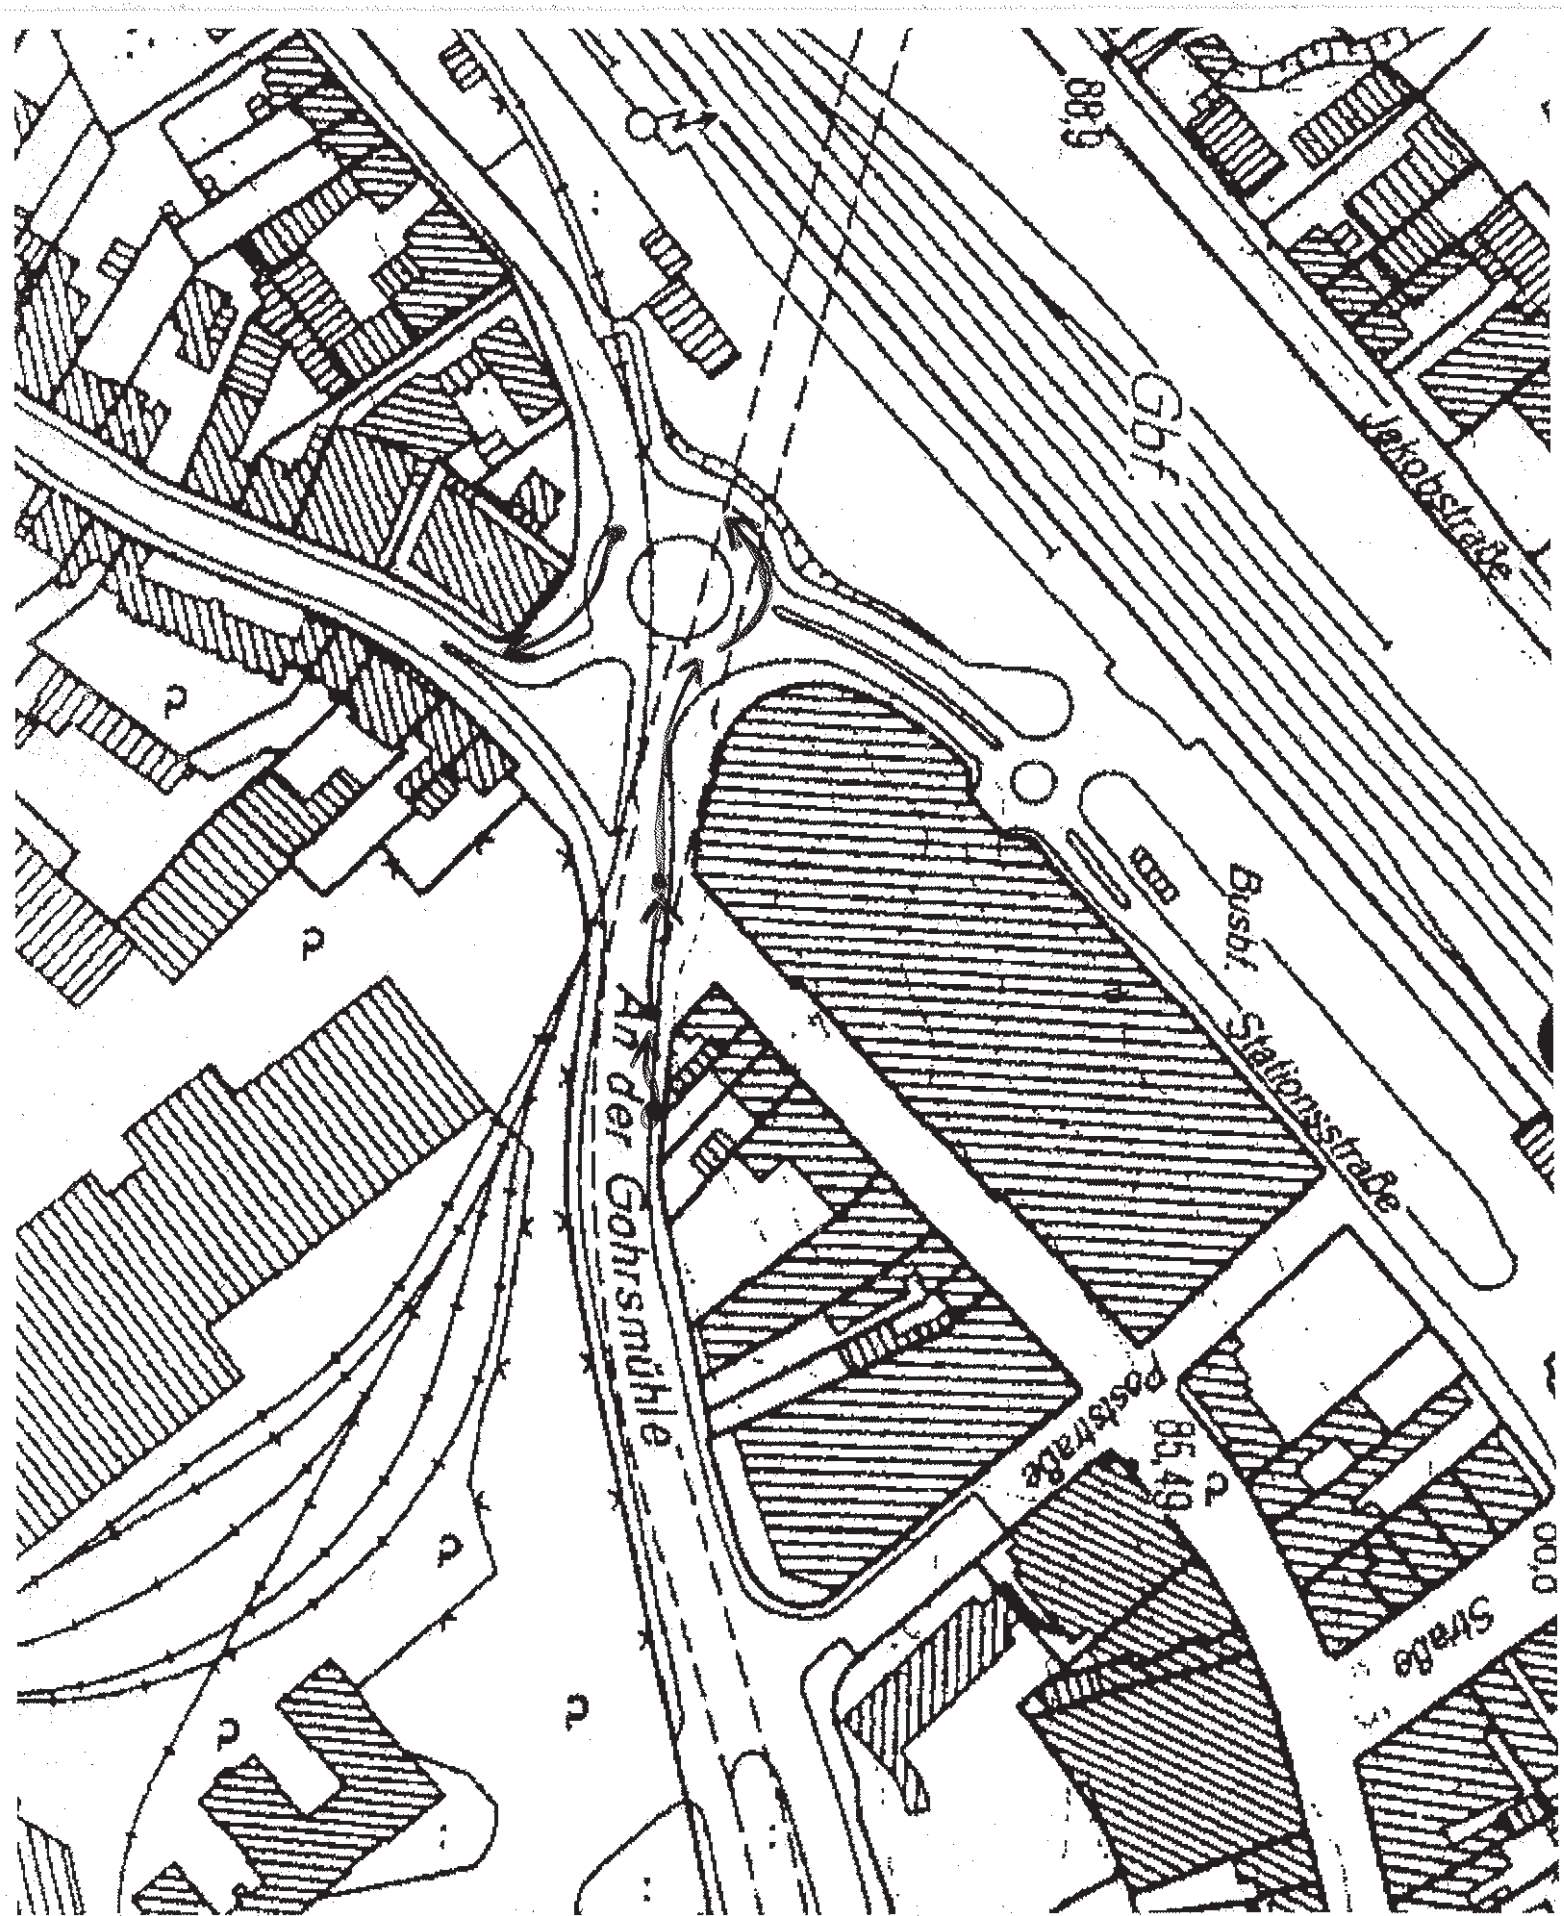 88,9
Gbf
Jakobstraße
Busbf.
Stationsstraße
An der Gohrsmühle
Poststraße
85,49
Straße
P
P
P
P
P
P